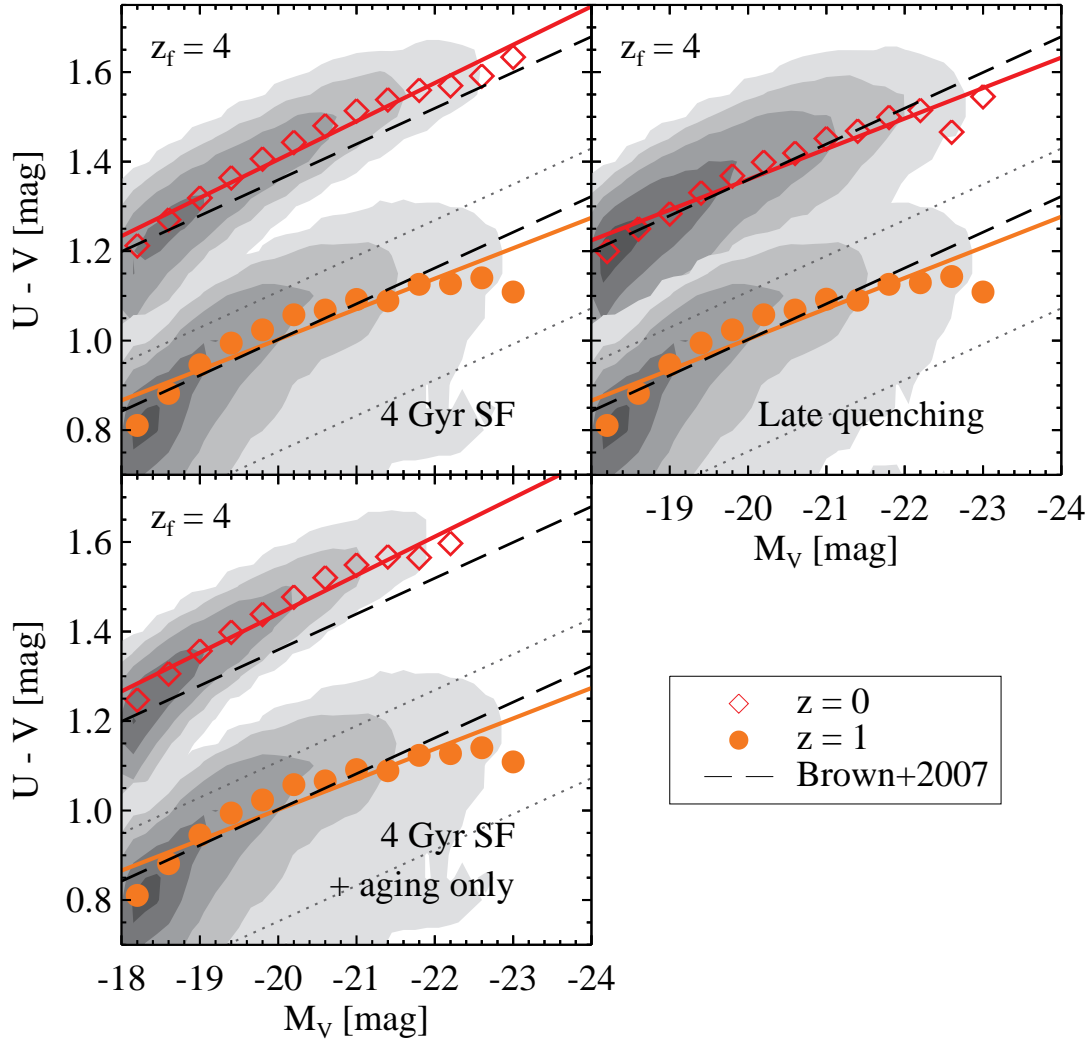 z_f = 4
z_f = 4
1.6
1.4
1.2
1.0
0.8
U - V [mag]
4 Gyr SF
Late quenching
-19 -20 -21 -22 -23 -24
M_V [mag]
z_f = 4
1.6
1.4
1.2
1.0
0.8
U - V [mag]
4 Gyr SF
+ aging only
-18 -19 -20 -21 -22 -23 -24
M_V [mag]
z = 0
z = 1
Brown+2007